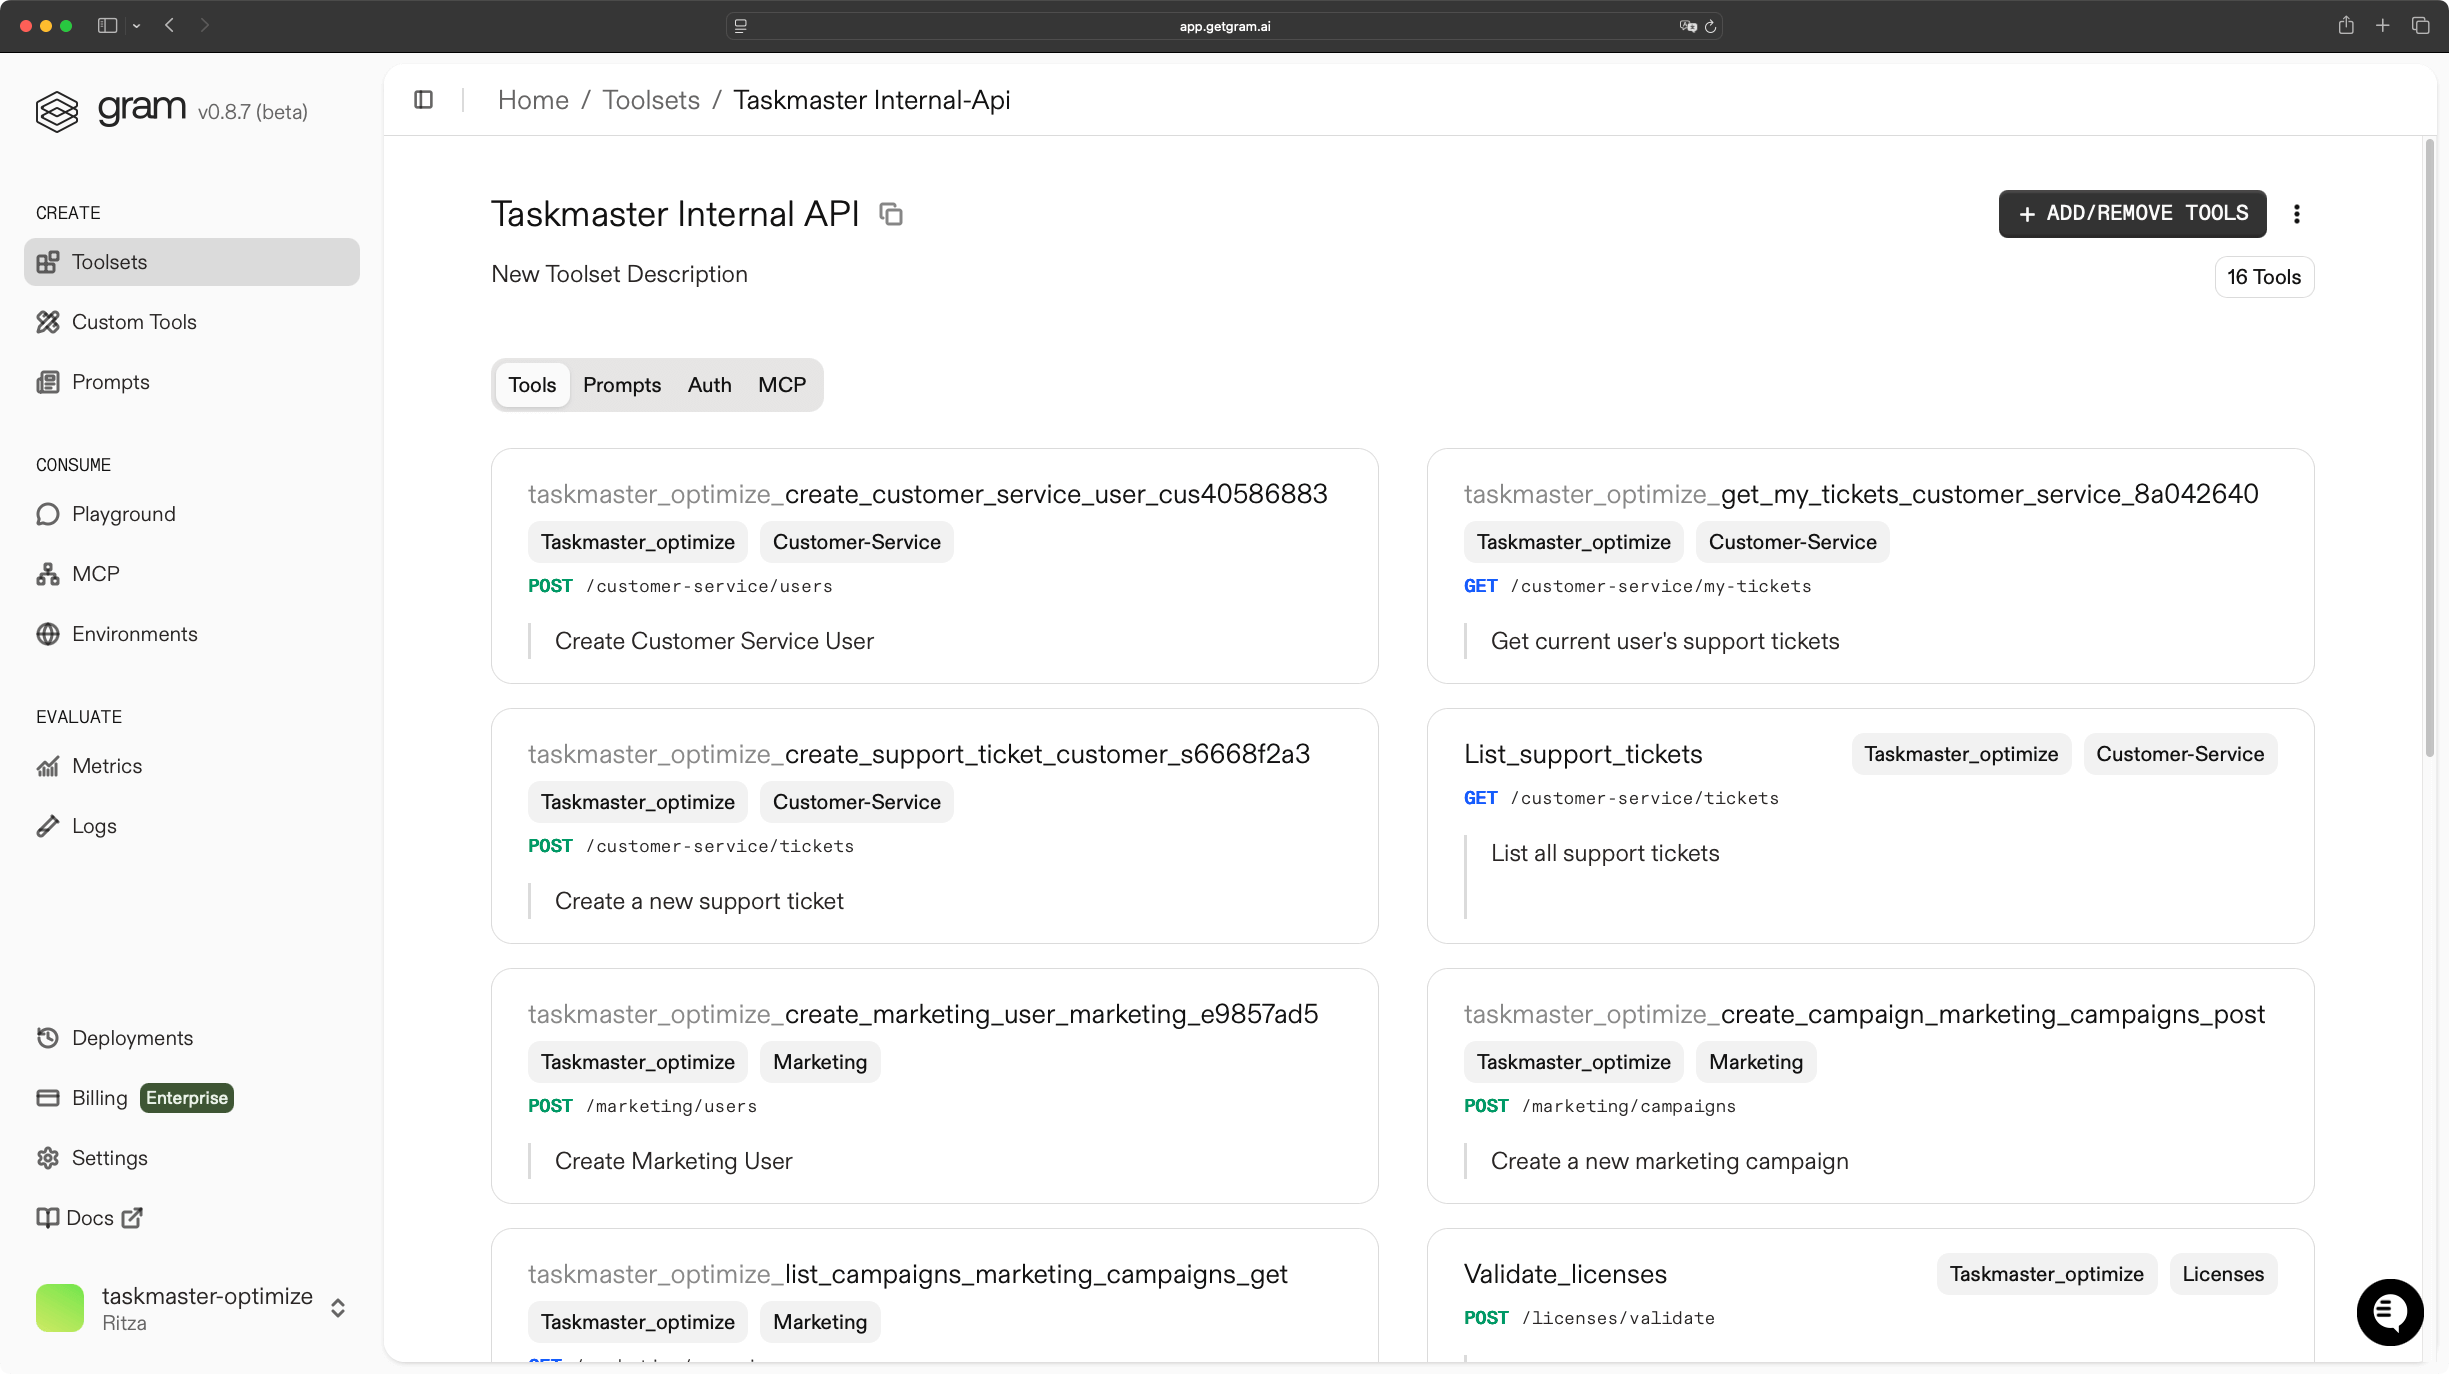 app.getgram.ai
gram v0.8.7 (beta)
CREATE
Toolsets
Custom Tools
Prompts
CONSUME
Playground
MCP
Environments
EVALUATE
Metrics
Logs
Deployments
Billing Enterprise
Settings
Docs
taskmaster-optimize
Ritza
Home / Toolsets / Taskmaster Internal-Api
Taskmaster Internal API
+ ADD/REMOVE TOOLS
New Toolset Description
16 Tools
Tools Prompts Auth MCP
taskmaster_optimize_create_customer_service_user_cus40586883
Taskmaster_optimize Customer-Service
POST /customer-service/users
Create Customer Service User
taskmaster_optimize_get_my_tickets_customer_service_8a042640
Taskmaster_optimize Customer-Service
GET /customer-service/my-tickets
Get current user's support tickets
taskmaster_optimize_create_support_ticket_customer_s6668f2a3
Taskmaster_optimize Customer-Service
POST /customer-service/tickets
Create a new support ticket
List_support_tickets Taskmaster_optimize Customer-Service
GET /customer-service/tickets
List all support tickets
taskmaster_optimize_create_marketing_user_marketing_e9857ad5
Taskmaster_optimize Marketing
POST /marketing/users
Create Marketing User
taskmaster_optimize_create_campaign_marketing_campaigns_post
Taskmaster_optimize Marketing
POST /marketing/campaigns
Create a new marketing campaign
taskmaster_optimize_list_campaigns_marketing_campaigns_get
Taskmaster_optimize Marketing
Validate_licenses Taskmaster_optimize Licenses
POST /licenses/validate